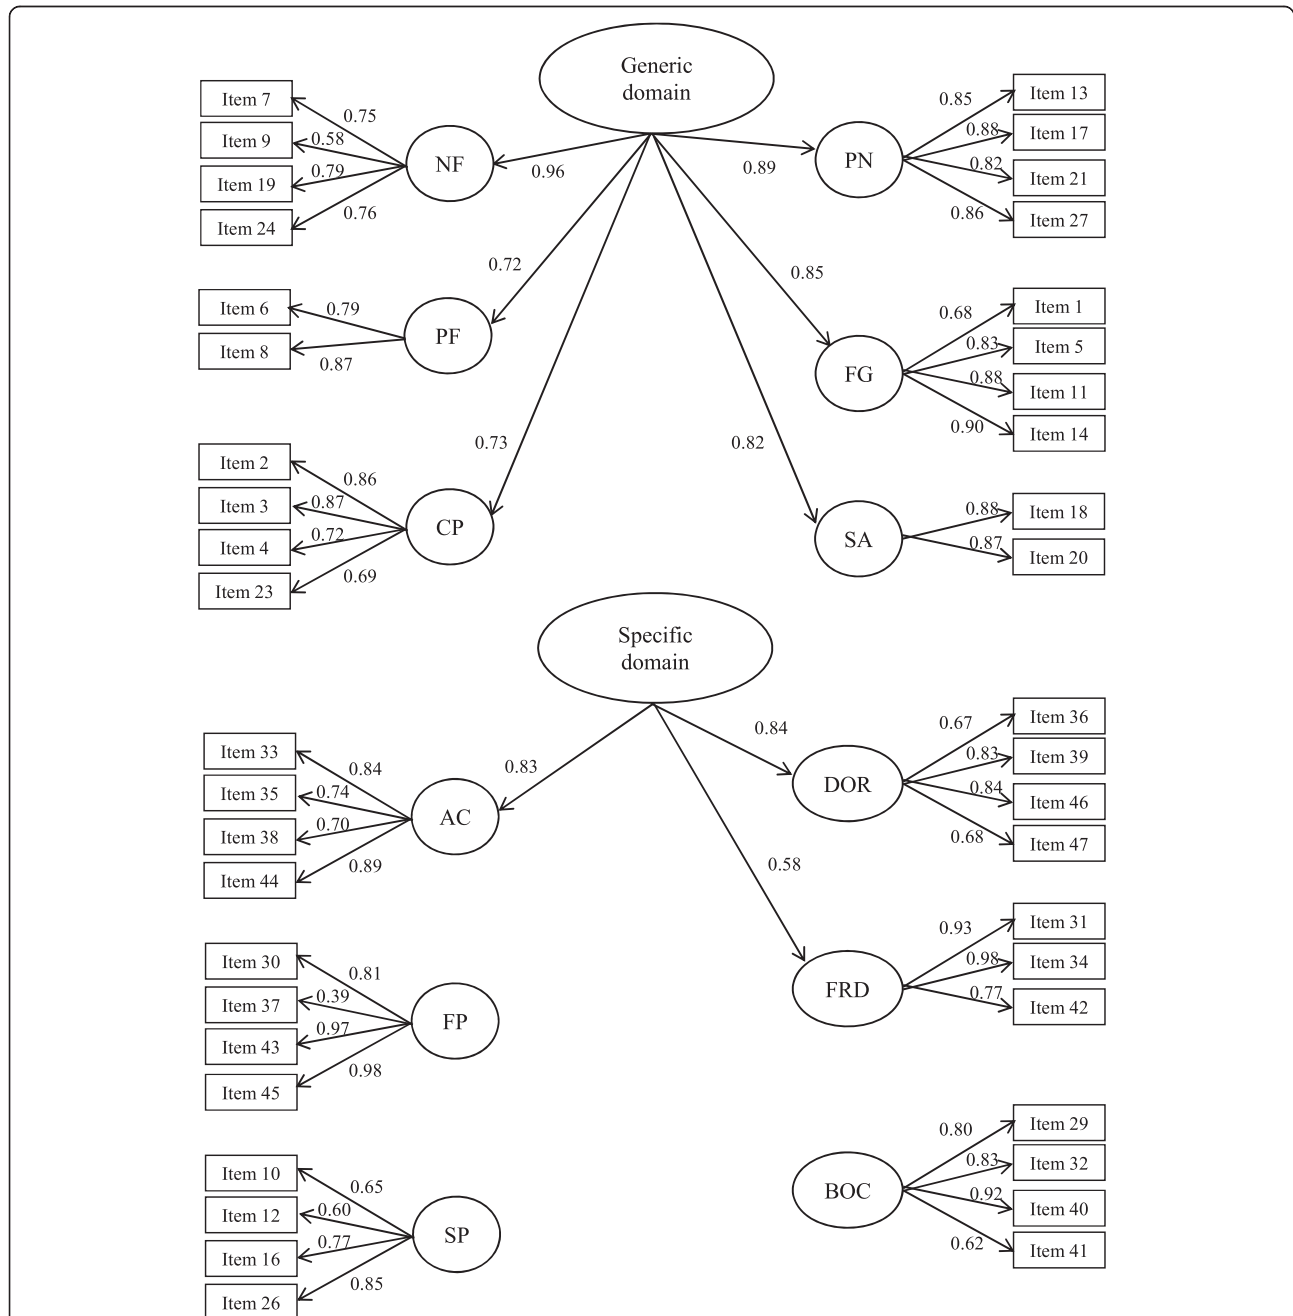 Generic
domain
Item 7
Item 9
Item 19
Item 24
0.75
0.58
0.79
0.76
NF
0.96
0.89
PN
0.85
0.88
0.82
0.86
Item 13
Item 17
Item 21
Item 27
Item 6
Item 8
0.79
0.87
PF
0.72
0.85
FG
0.68
0.83
0.88
0.90
Item 1
Item 5
Item 11
Item 14
Item 2
Item 3
Item 4
Item 23
0.86
0.87
0.72
0.69
CP
0.73
0.82
SA
0.88
0.87
Item 18
Item 20
Specific
domain
Item 33
Item 35
Item 38
Item 44
0.84
0.74
0.70
0.89
AC
0.83
0.84
DOR
0.67
0.83
0.84
0.68
Item 36
Item 39
Item 46
Item 47
0.58
Item 30
Item 37
Item 43
Item 45
0.81
0.39
0.97
0.98
FP
FRD
0.93
0.98
0.77
Item 31
Item 34
Item 42
Item 10
Item 12
Item 16
Item 26
0.65
0.60
0.77
0.85
SP
BOC
0.80
0.83
0.92
0.62
Item 29
Item 32
Item 40
Item 41